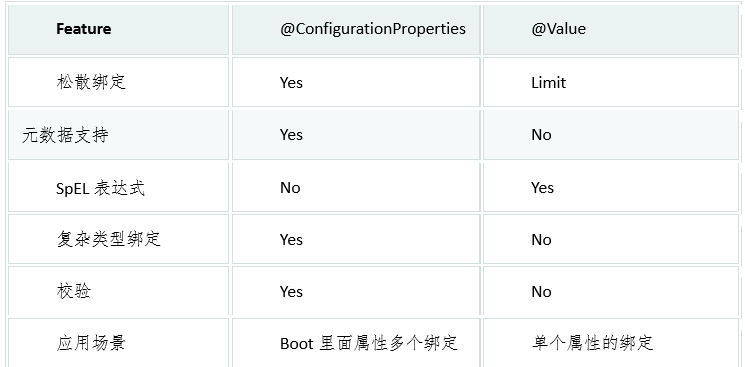 Feature @ConfigurationProperties @Value
松散绑定 Yes Limit
元数据支持 Yes No
SpEL 表达式 No Yes
复杂类型绑定 Yes No
校验 Yes No
应用场景 Boot 里面属性多个绑定 单个属性的绑定